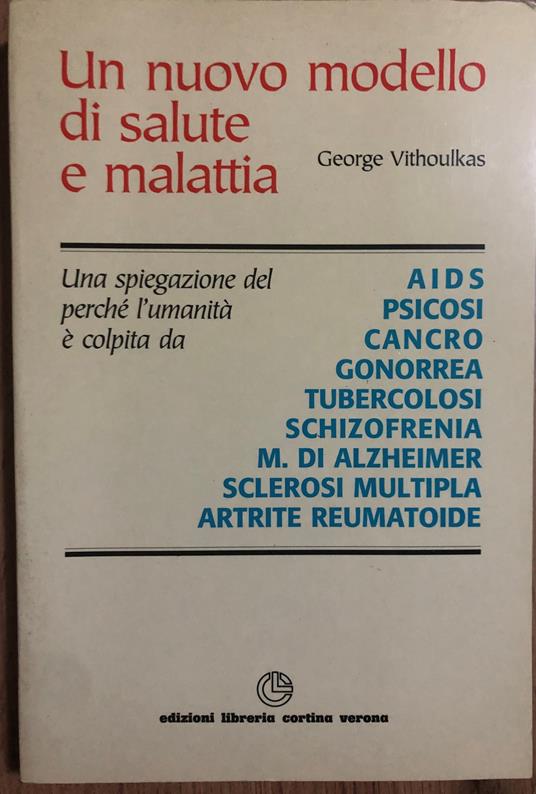 Un nuovo modello
di salute
e malattia
George Vithoulkas
Una spiegazione del
perché l'umanità
è colpita da
AIDS
PSICOSI
CANCRO
GONORREA
TUBERCOLOSI
SCHIZOFRENIA
M. DI ALZHEIMER
SCLEROSI MULTIPLA
ARTRITE REUMATOIDE
edizioni libreria cortina verona